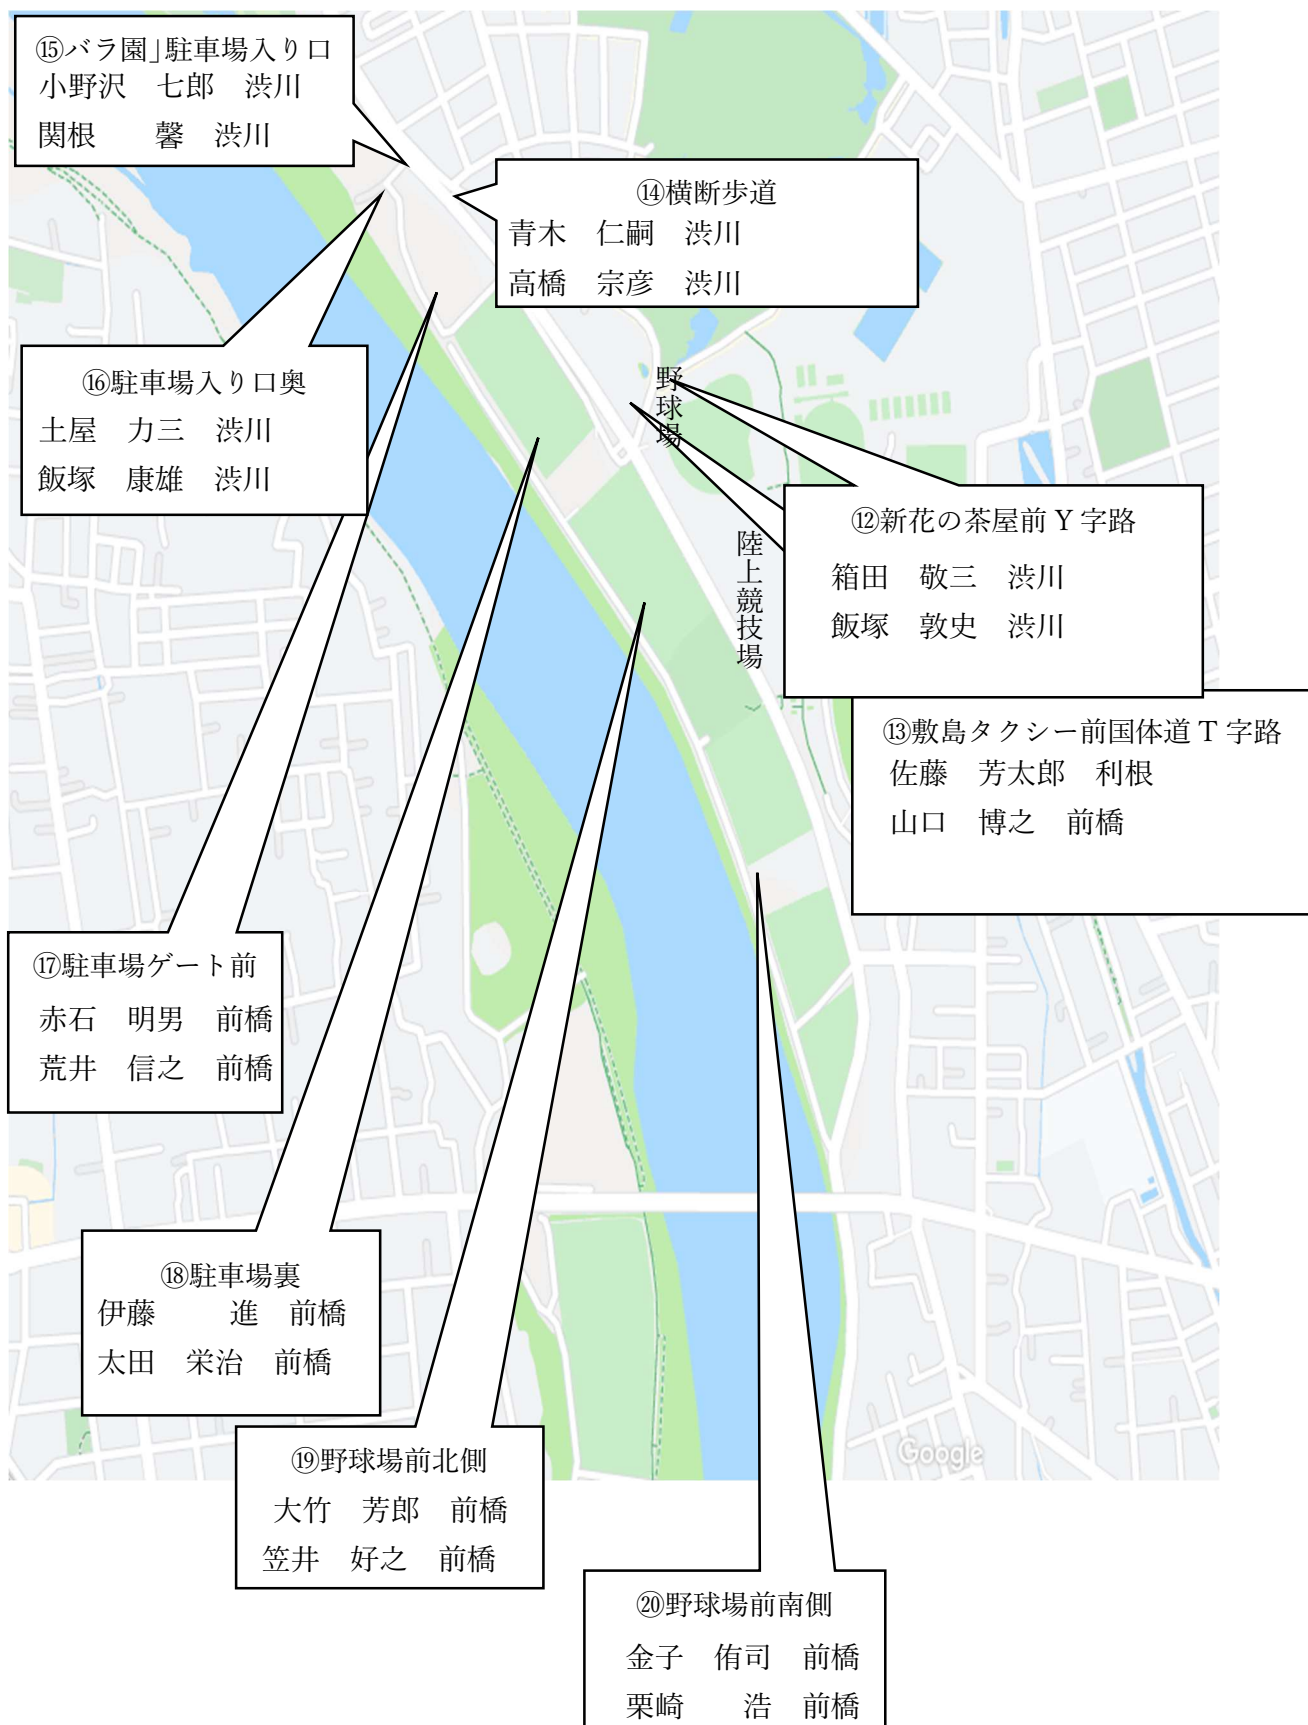 ⑮バラ園」駐車場入り口
小野沢　七郎　渋川
関根　　馨　渋川
⑭横断歩道
青木　仁嗣　渋川
高橋　宗彦　渋川
⑯駐車場入り口奥
土屋　力三　渋川
飯塚　康雄　渋川
野球場
⑫新花の茶屋前 Y 字路
箱田　敬三　渋川
飯塚　敦史　渋川
陸上競技場
⑬敷島タクシー前国体道 T 字路
佐藤　芳太郎　利根
山口　博之　前橋
⑰駐車場ゲート前
赤石　明男　前橋
荒井　信之　前橋
⑱駐車場裏
伊藤　　進　前橋
太田　栄治　前橋
⑲野球場前北側
大竹　芳郎　前橋
笠井　好之　前橋
Google
⑳野球場前南側
金子　侑司　前橋
栗崎　　浩　前橋